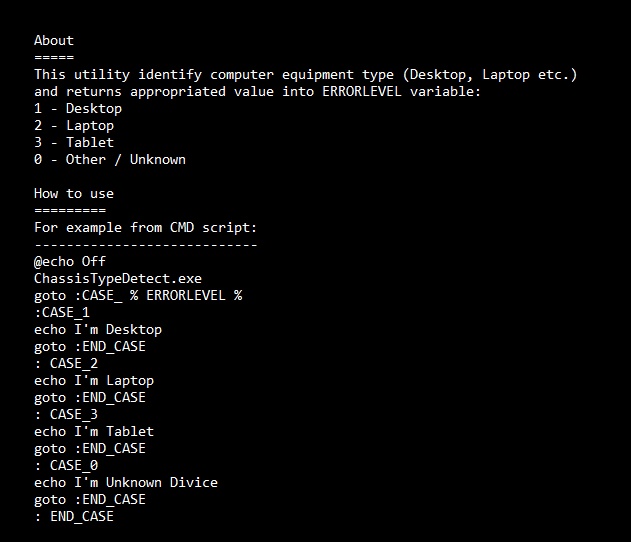 About
=====
This utility identify computer equipment type (Desktop, Laptop etc.)
and returns appropriated value into ERRORLEVEL variable:
1 - Desktop
2 - Laptop
3 - Tablet
0 - Other / Unknown

How to use
=========
For example from CMD script:
----------------------------
@echo Off
ChassisTypeDetect.exe
goto :CASE_ % ERRORLEVEL %
:CASE_1
echo I'm Desktop
goto :END_CASE
: CASE_2
echo I'm Laptop
goto :END_CASE
: CASE_3
echo I'm Tablet
goto :END_CASE
: CASE_0
echo I'm Unknown Divice
goto :END_CASE
: END_CASE